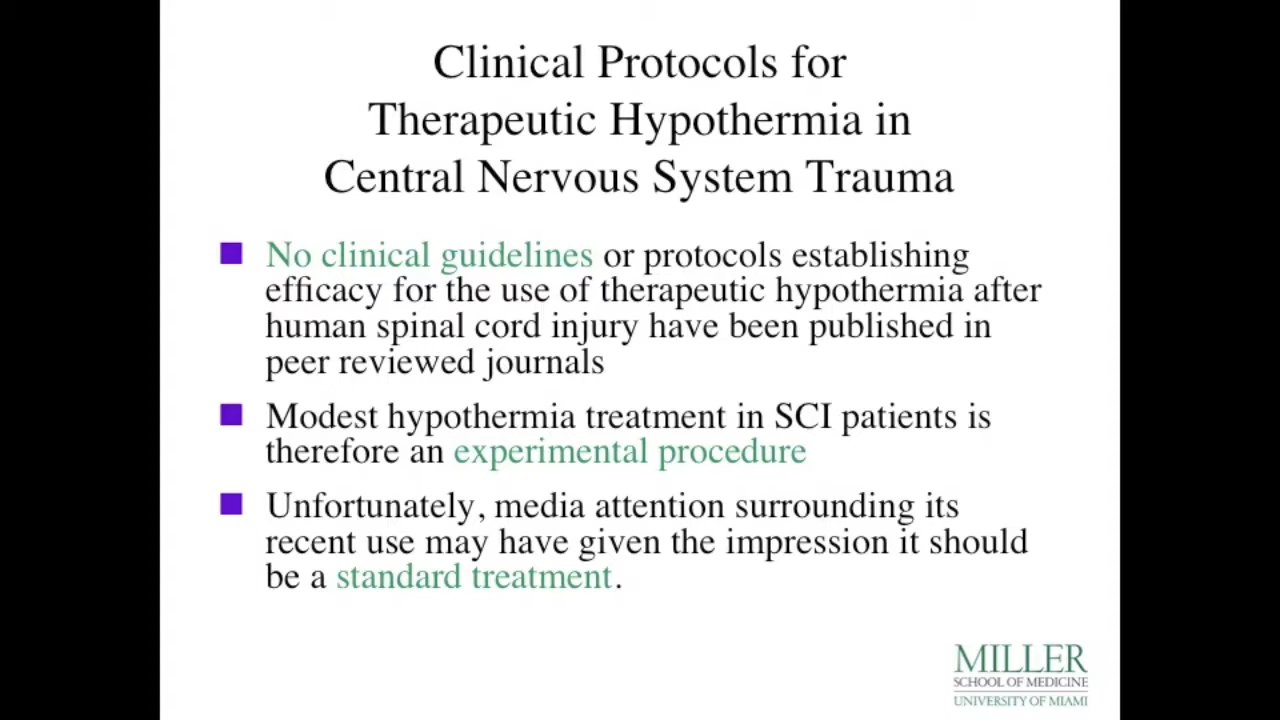 Clinical Protocols for
Therapeutic Hypothermia in
Central Nervous System Trauma
No clinical guidelines or protocols establishing
efficacy for the use of therapeutic hypothermia after
human spinal cord injury have been published in
peer reviewed journals
Modest hypothermia treatment in SCI patients is
therefore an experimental procedure
Unfortunately, media attention surrounding its
recent use may have given the impression it should
be a standard treatment.
MILLER
SCHOOL OF MEDICINE
UNIVERSITY OF MIAMI